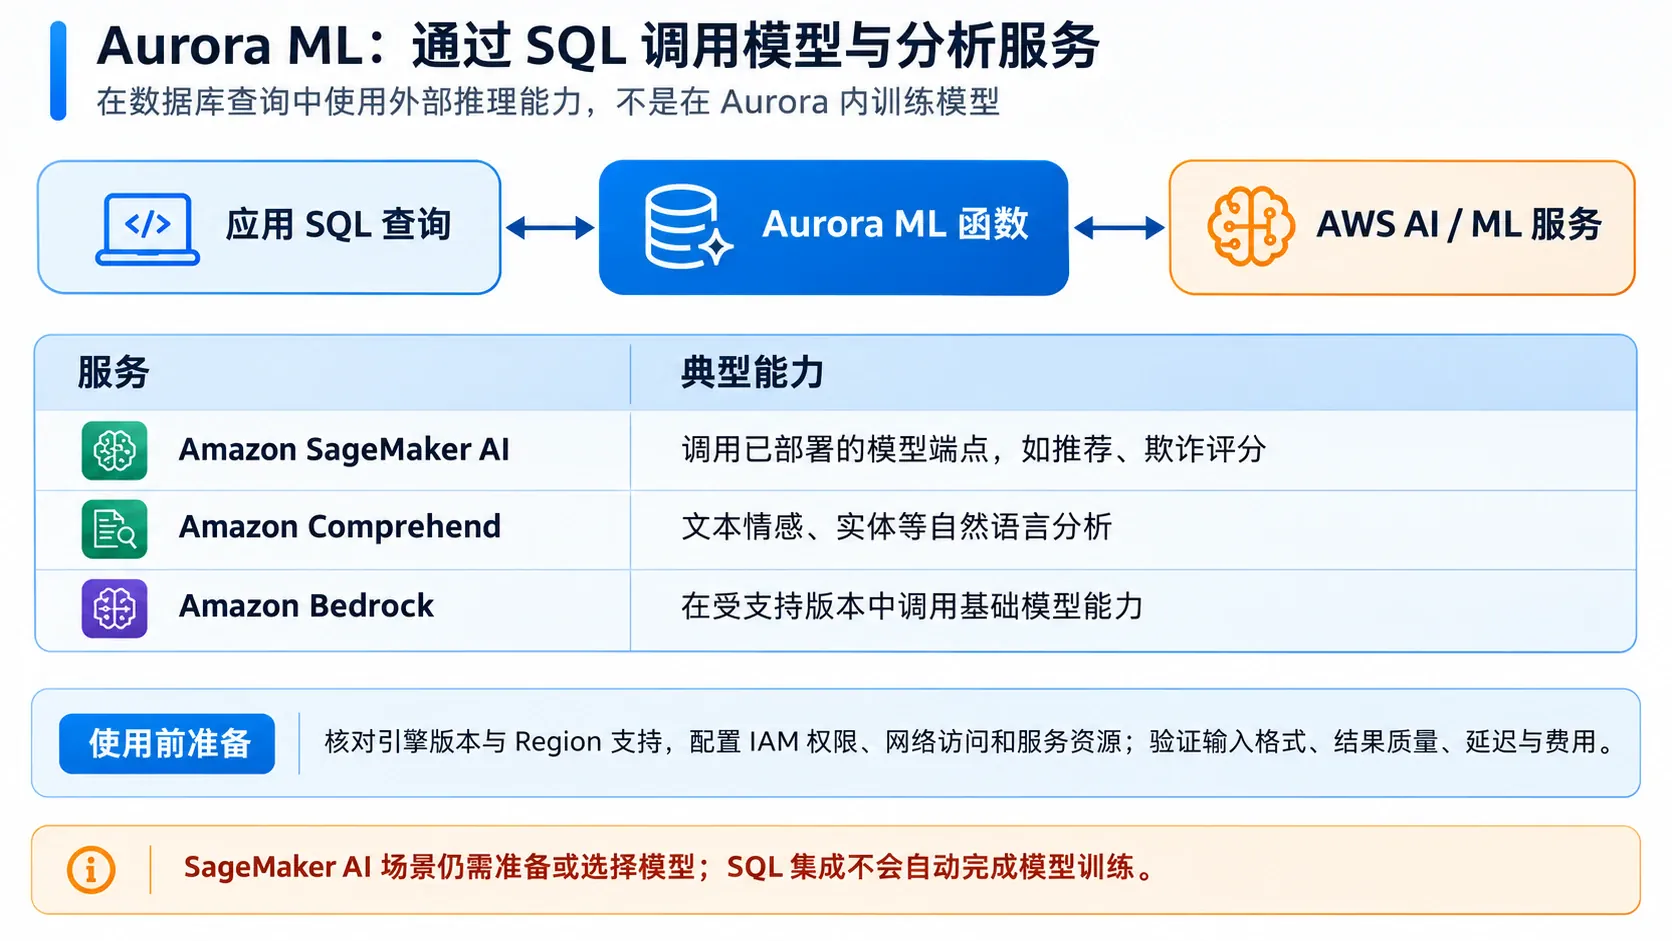 Aurora ML：通过 SQL 调用模型与分析服务
在数据库查询中使用外部推理能力，不是在 Aurora 内训练模型
</> 应用 SQL 查询
Aurora ML 函数
AWS AI / ML 服务
服务
典型能力
Amazon SageMaker AI
调用已部署的模型端点，如推荐、欺诈评分
Amazon Comprehend
文本情感、实体等自然语言分析
Amazon Bedrock
在受支持版本中调用基础模型能力
使用前准备
核对引擎版本与 Region 支持，配置 IAM 权限、网络访问和服务资源；验证输入格式、结果质量、延迟与费用。
SageMaker AI 场景仍需准备或选择模型；SQL 集成不会自动完成模型训练。